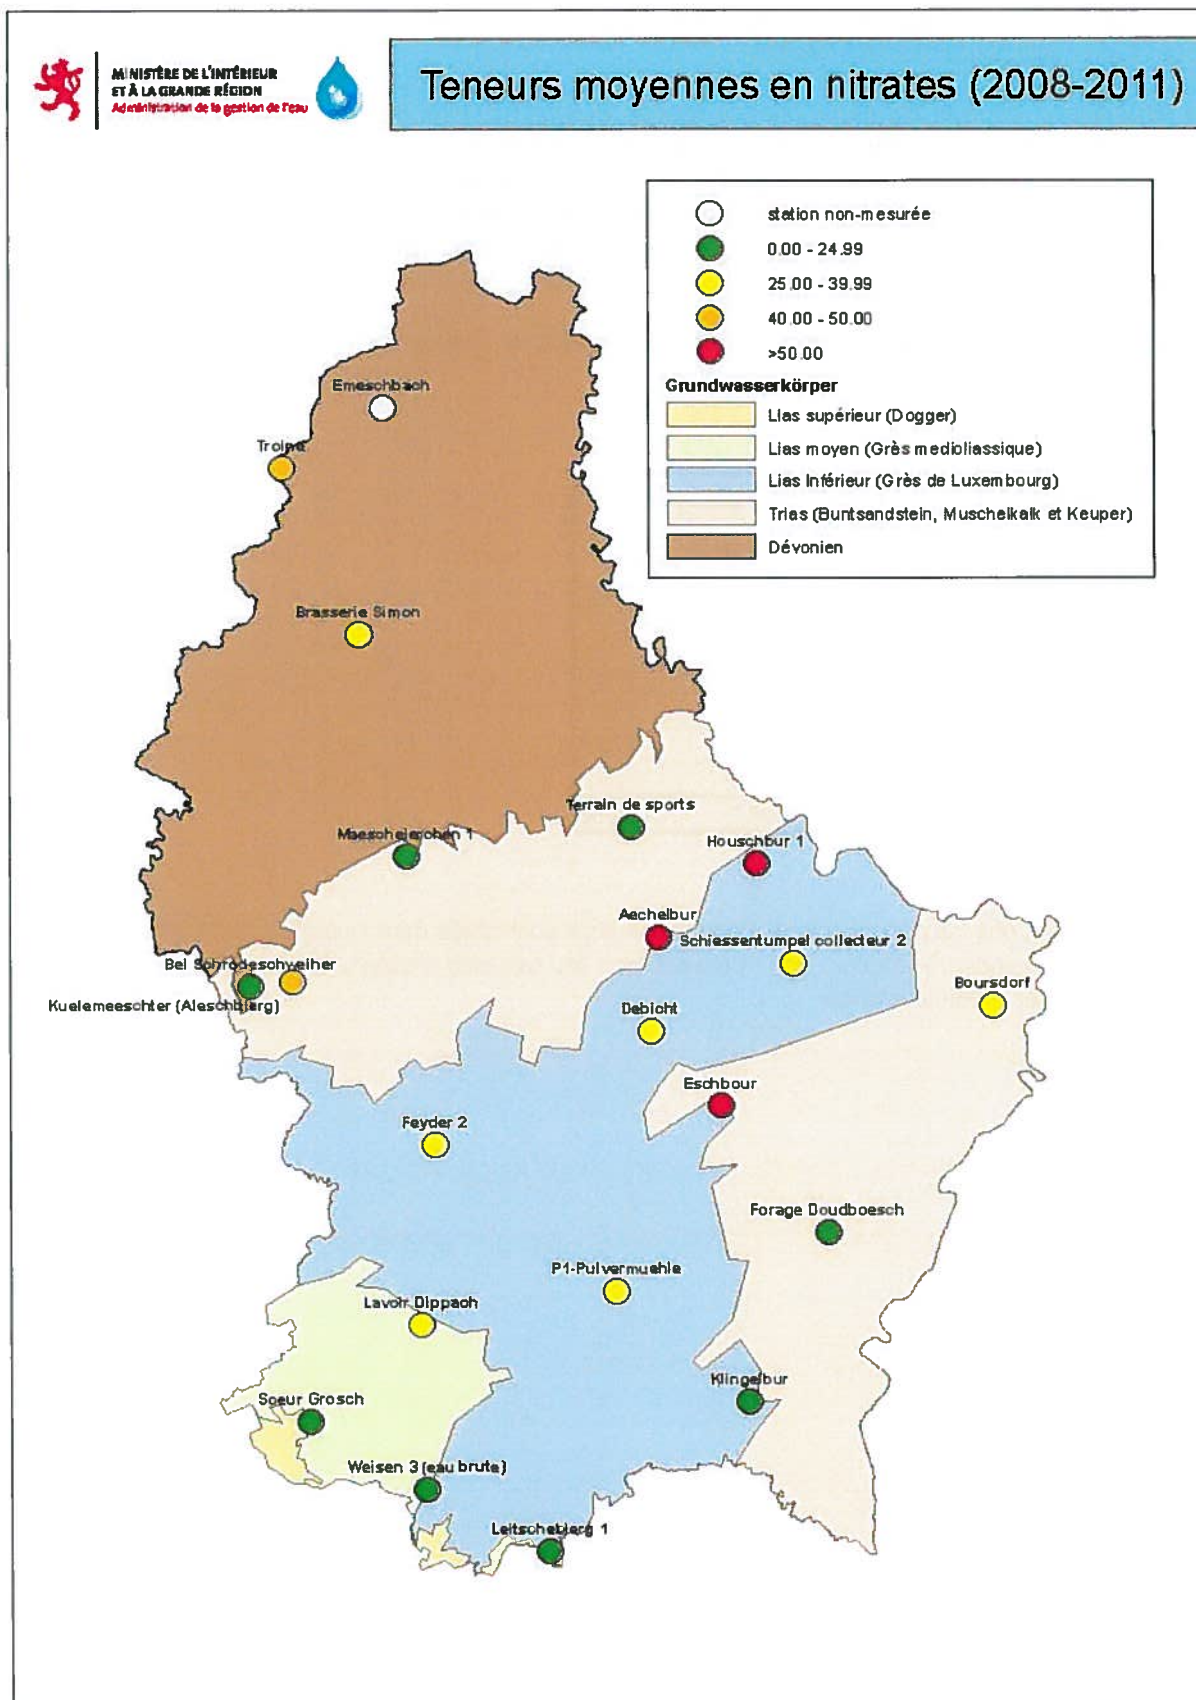 MINISTÈRE DE L'INTÉRIEUR
ET À LA GRANDE RÉGION
Administration de la gestion de l'eau
Teneurs moyennes en nitrates (2008-2011)
station non-mesurée
0.00 - 24.99
25.00 - 39.99
40.00 - 50.00
>50.00
Grundwasserkörper
Lias supérieur (Dogger)
Lias moyen (Grès medioliassique)
Lias Inférieur (Grès de Luxembourg)
Trias (Buntsandstein, Muschelkalk et Keuper)
Dévonien
Emeschbach
Troine
Brasserie Simon
Terrain de sports
Maescheierchen 1
Houschbur 1
Aechelbur
Schiessentumpel collecteur 2
Bei Schrodeschweiher
Kuelemeeschter (Aleschbierg)
Boursdorf
Debicht
Eschbour
Feyder 2
Forage Doudboesch
P1-Pulvermuehle
Lavoir Dippach
Klingelbur
Soeur Grosch
Weisen 3 (eau brute)
Leitschebierg 1